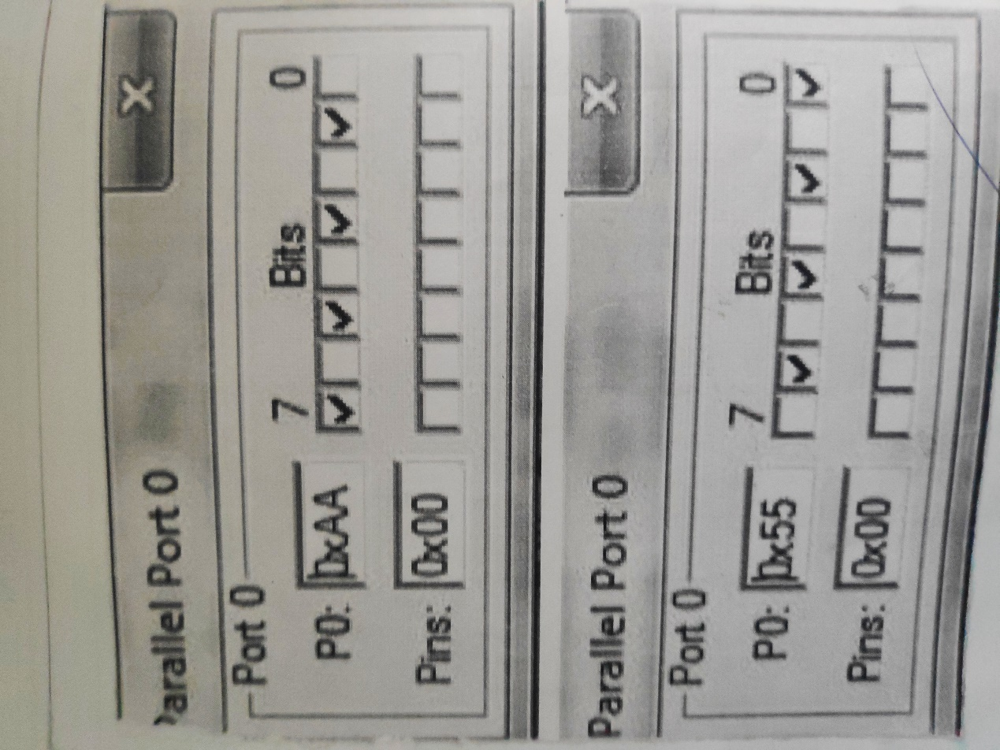 Parallel Port 0
Port 0
7 Bits 0
P0: 0xAA
Pins: 0x00
Parallel Port 0
Port 0
7 Bits 0
P0: 0x55
Pins: 0x00